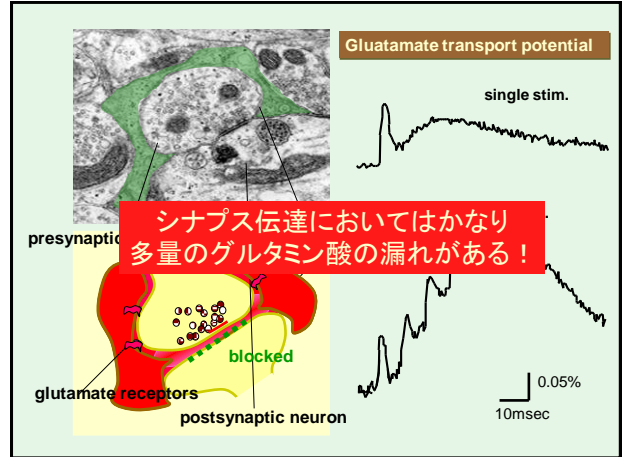 Gluatamate transport potential
single stim.
シナプス伝達においてはかなり
多量のグルタミン酸の漏れがある！
presynaptic
blocked
glutamate receptors
postsynaptic neuron
0.05%
10msec